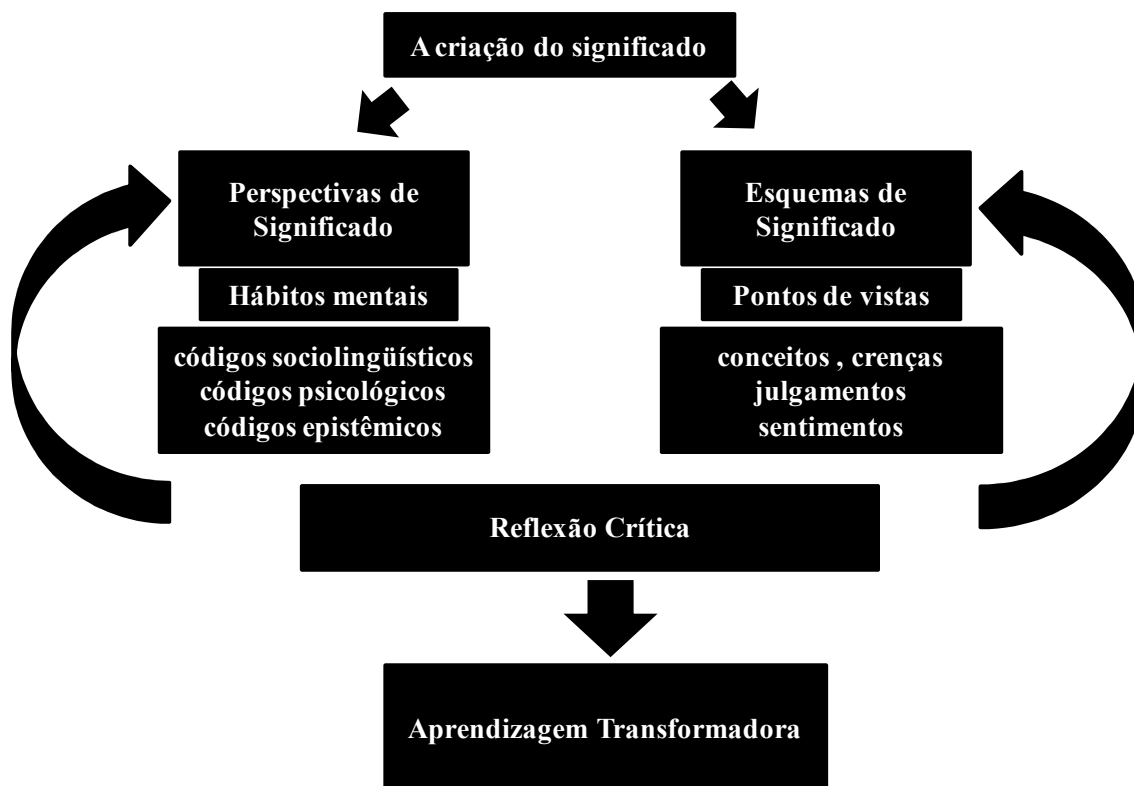 A criação do significado
Perspectivas de
Significado
Hábitos mentais
códigos sociolingüísticos
códigos psicológicos
códigos epistêmicos
Esquemas de
Significado
Pontos de vistas
conceitos , crenças
julgamentos
sentimentos
Reflexão Crítica
Aprendizagem Transformadora